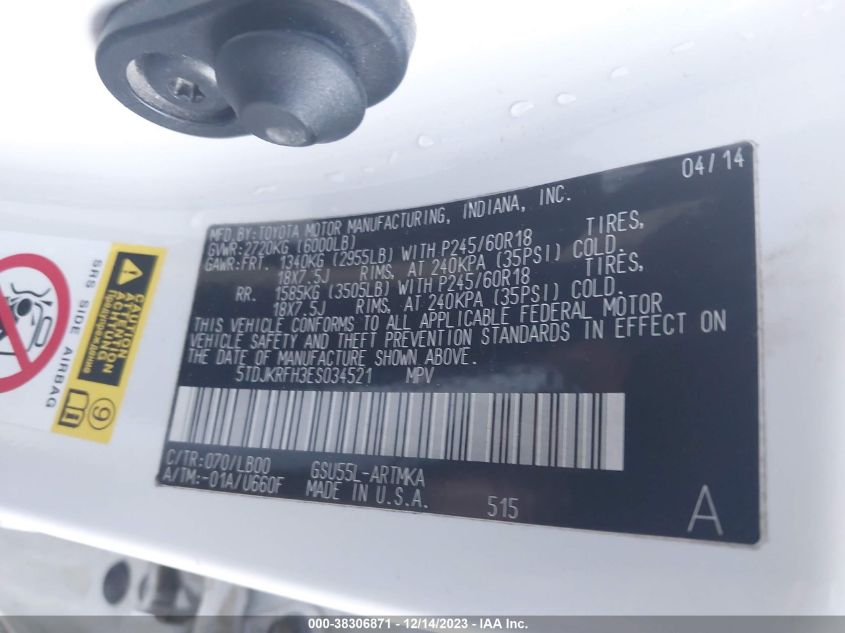 04/14
MFD. BY: TOYOTA MOTOR MANUFACTURING, INDIANA, INC.
GVWR: 2720KG (6000LB)
GAWR: FRT. 1340KG (2955LB) WITH P245/60R18 TIRES,
18X7.5J RIMS, AT 240KPA (35PSI) COLD.
RR. 1585KG (3505LB) WITH P245/60R18 TIRES,
18X7.5J RIMS, AT 240KPA (35PSI) COLD.
THIS VEHICLE CONFORMS TO ALL APPLICABLE FEDERAL MOTOR
VEHICLE SAFETY AND THEFT PREVENTION STANDARDS IN EFFECT ON
THE DATE OF MANUFACTURE SHOWN ABOVE.
5TDJKRFH3ES034521 MPV
C/TR: 070/LB00 GSU55L-ARTMKA
A/TM: -01A/U660F MADE IN U.S.A. 515
A
SRS SIDE AIRBAG
CAUTION
ATTENTION
9
000-38306871 - 12/14/2023 - IAA Inc.